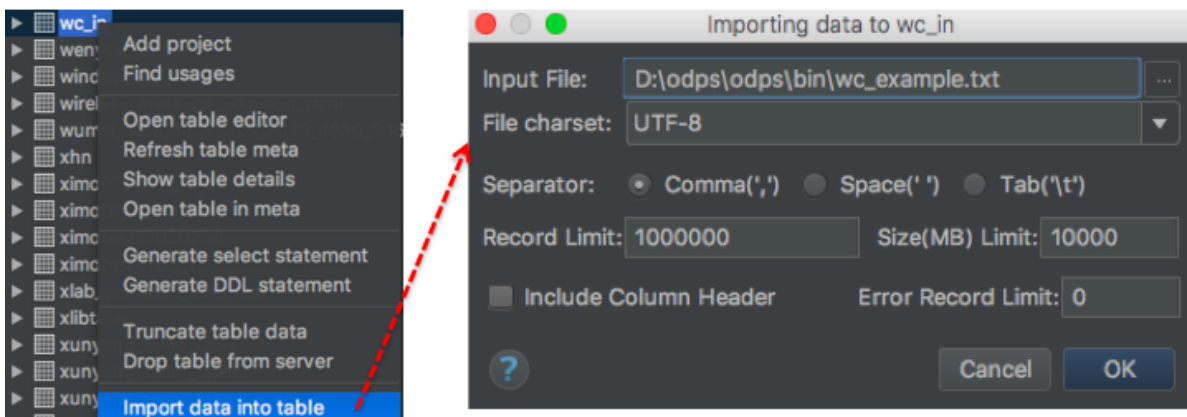 wc_in
Add project
Find usages
Open table editor
Refresh table meta
Show table details
xhn
Open table in meta
Generate select statement
Generate DDL statement
Truncate table data
Drop table from server
Import data into table
Importing data to wc_in
Input File: D:\odps\odps\bin\wc_example.txt ...
File charset: UTF-8
Separator: Comma(',') Space(' ') Tab('\t')
Record Limit: 1000000 Size(MB) Limit: 10000
Include Column Header Error Record Limit: 0
? Cancel OK